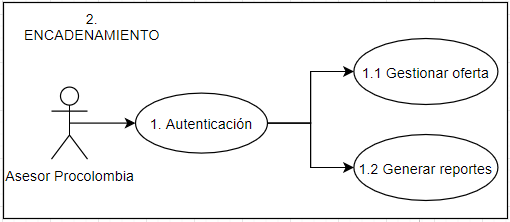 2.
ENCADENAMIENTO
1.1 Gestionar oferta
1. Autenticación
1.2 Generar reportes
Asesor Procolombia